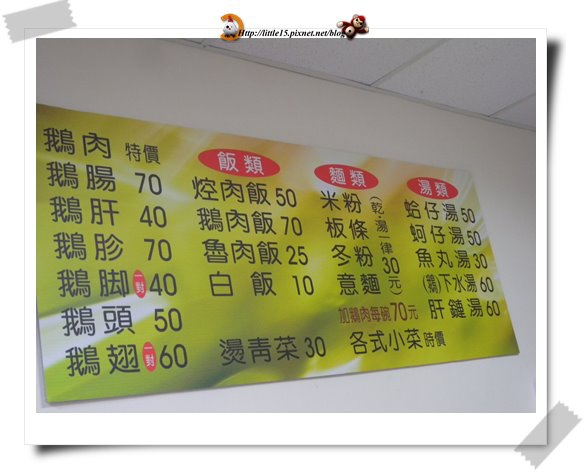 Http://little15.pixnet.net/blog
鵝肉 特價
鵝腸 70
鵝肝 40
鵝胗 70
鵝脚 一對 40
鵝頭 50
鵝翅 一對 60
飯類
焢肉飯 50
鵝肉飯 70
魯肉飯 25
白飯 10
燙靑菜 30
麵類
米粉
板條
冬粉
意麵
(乾·湯)一律30元
加鵝肉每碗70元
各式小菜 時價
湯類
蛤仔湯 50
蚵仔湯 50
魚丸湯 30
(鵝)下水湯 60
肝鏈湯 60